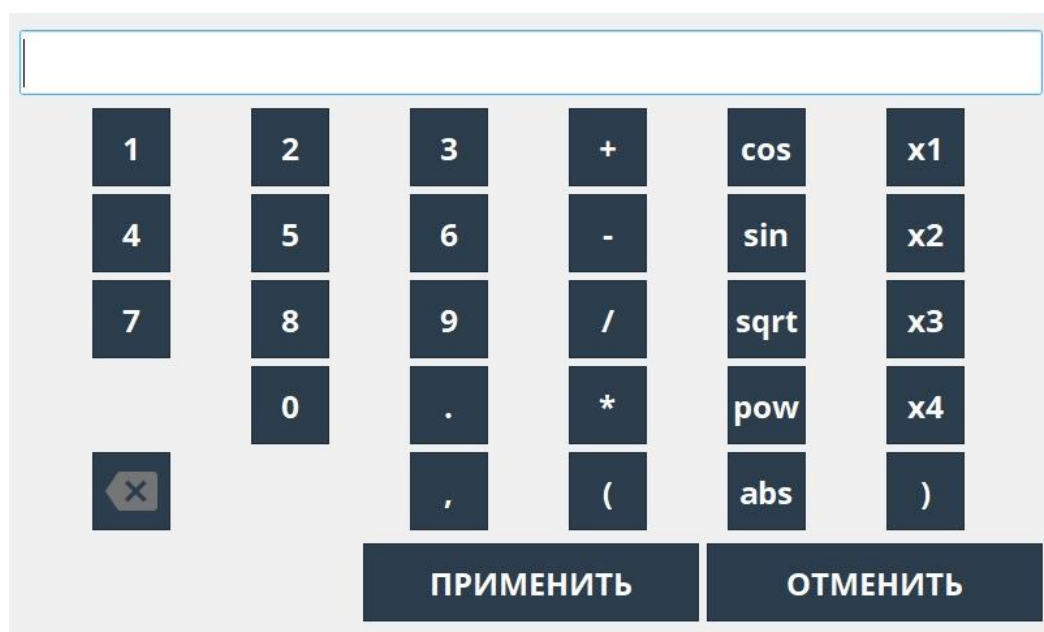 1 2 3 + cos x1
4 5 6 - sin x2
7 8 9 / sqrt x3
0 . * pow x4
, ( abs )
ПРИМЕНИТЬ ОТМЕНИТЬ